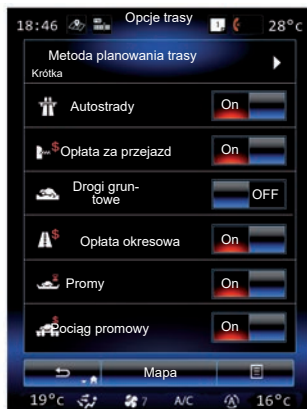 18:46 Opcje trasy 1 28°c
Metoda planowania trasy
Krótka
Autostrady On
$ Opłata za przejazd On
Drogi grun-
towe OFF
$ Opłata okresowa On
Promy On
Pociąg promowy On
Mapa
19°c 7 A/C 16°c